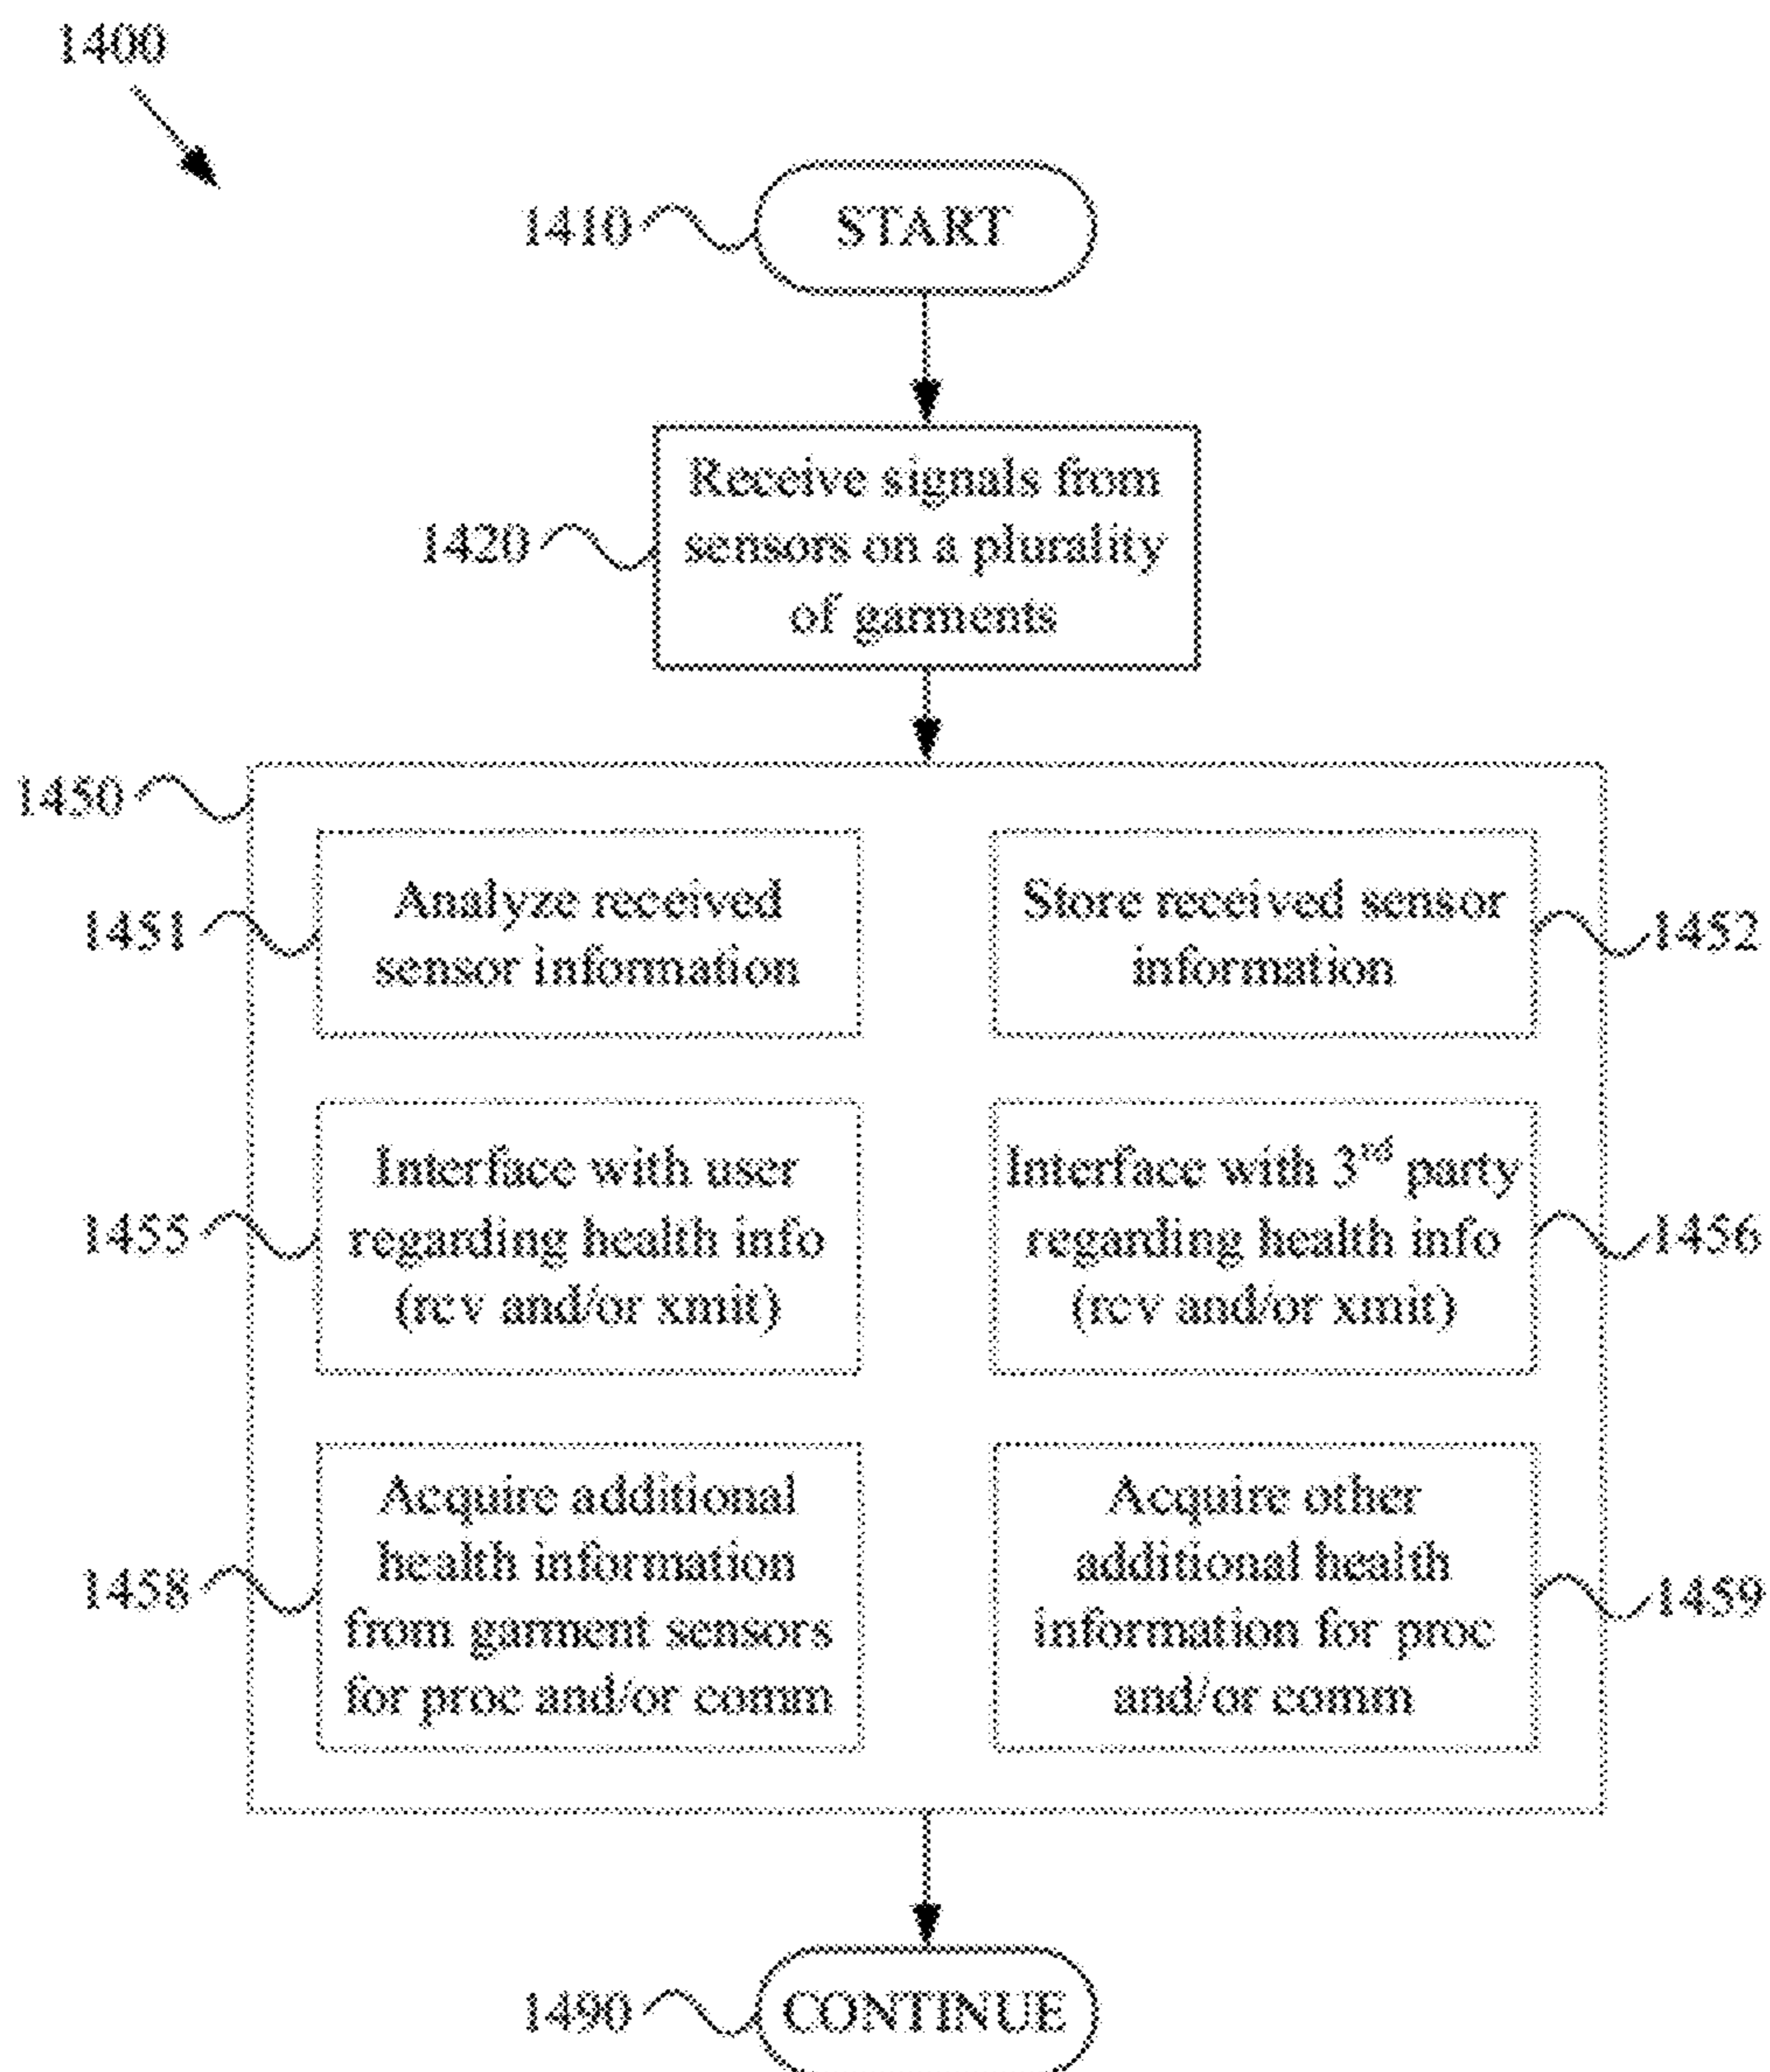 1400
1410
START
1420
Receive signals from
sensors on a plurality
of garments
1450
1451
Analyze received
sensor information
Store received sensor
information
1452
1455
Interface with user
regarding health info
(rcv and/or xmit)
Interface with 3rd party
regarding health info
(rcv and/or xmit)
1456
1458
Acquire additional
health information
from garment sensors
for proc and/or comm
Acquire other
additional health
information for proc
and/or comm
1459
1490
CONTINUE